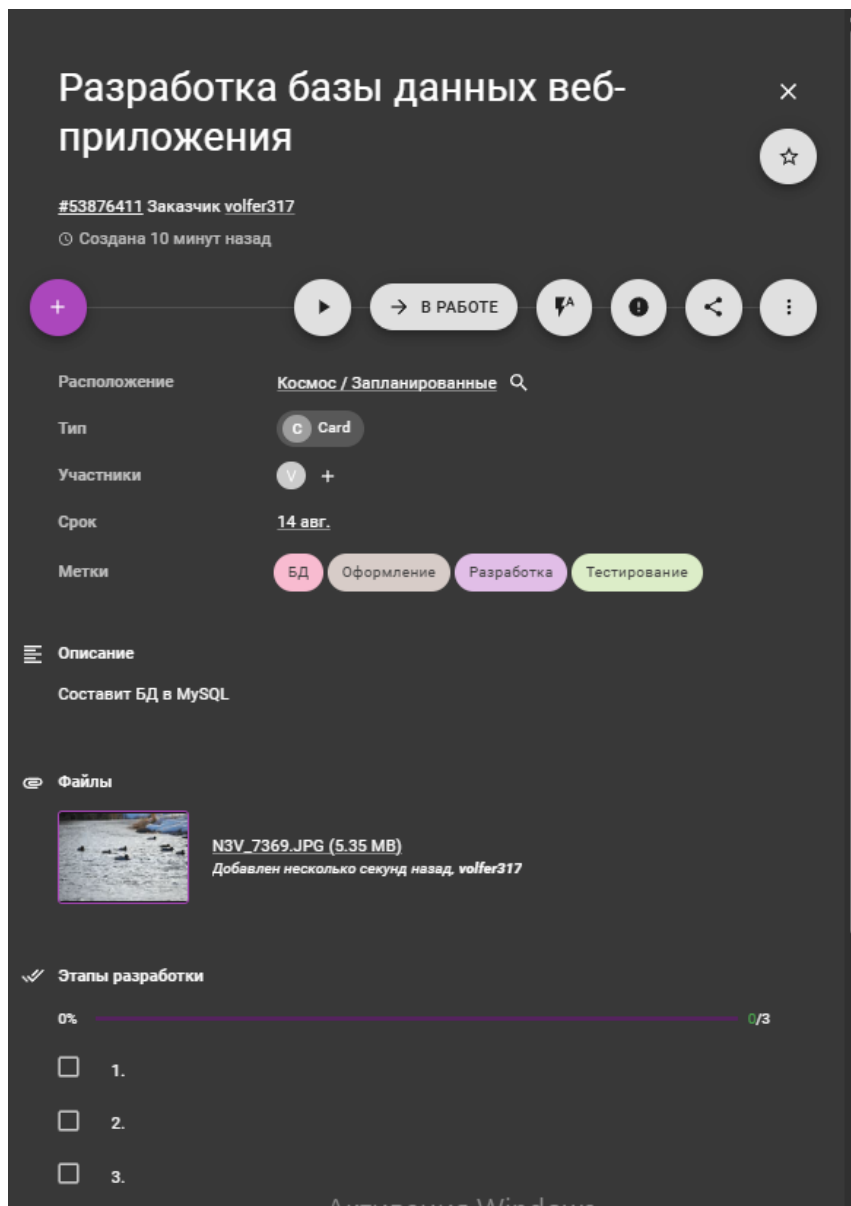 Разработка базы данных веб-
приложения
#53876411 Заказчик volfer317
Создана 10 минут назад
В РАБОТЕ
Расположение Космос / Запланированные
Тип C Card
Участники V +
Срок 14 авг.
Метки БД Оформление Разработка Тестирование
Описание
Составит БД в MySQL
Файлы
N3V_7369.JPG (5.35 MB)
Добавлен несколько секунд назад, volfer317
Этапы разработки
0% 0/3
1.
2.
3.
Активация Windows